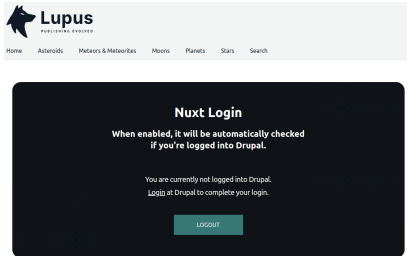 Lupus
PUBLISHING EVOLVED
Home Asteroids Meteors & Meteorites Moons Planets Stars Search
Nuxt Login
When enabled, it will be automatically checked
if you're logged into Drupal.
You are currently not logged into Drupal.
Login at Drupal to complete your login.
LOGOUT